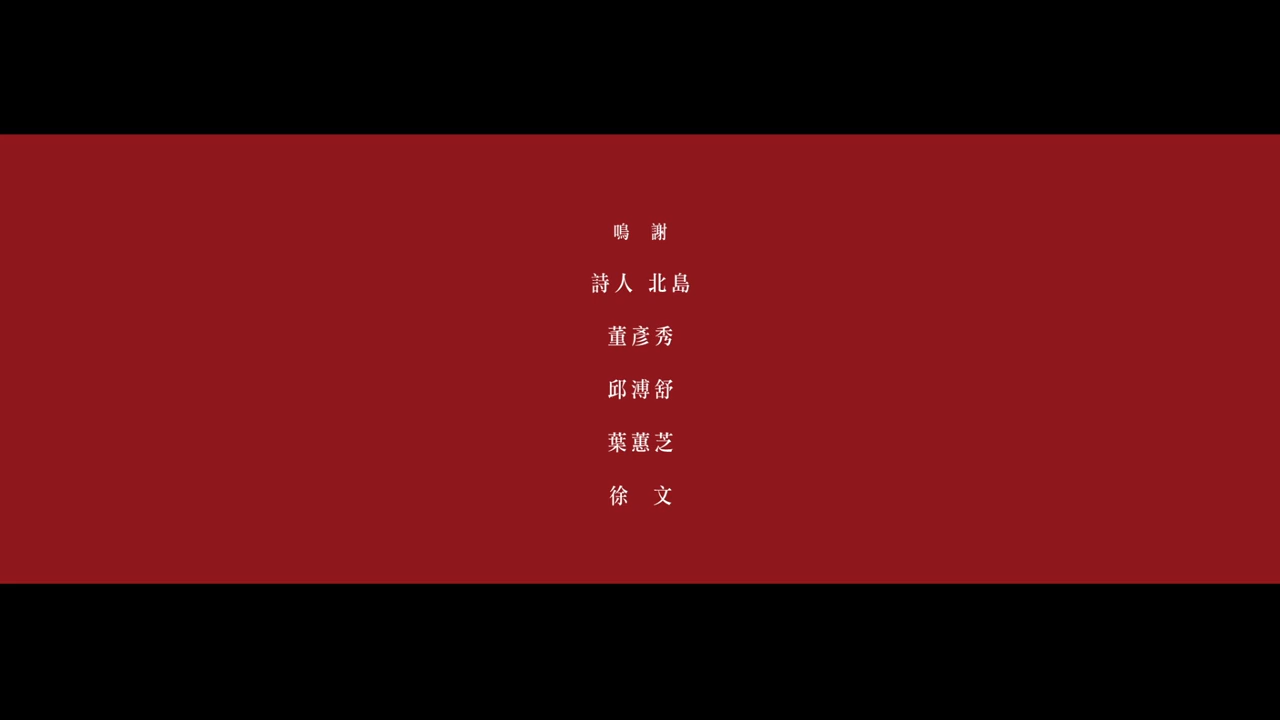 鳴 謝
詩人 北島
董彥秀
邱溥舒
葉蕙芝
徐 文